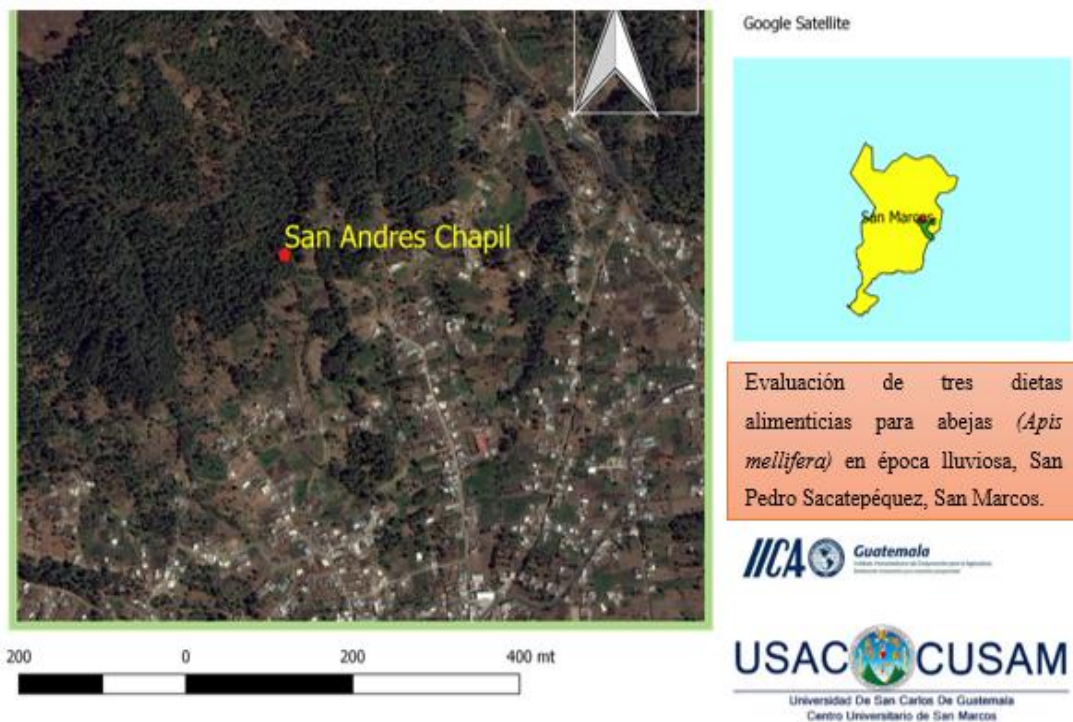 Google Satellite
San Andres Chapil
San Marcos
Evaluación de tres dietas
alimenticias para abejas (Apis
mellifera) en época lluviosa, San
Pedro Sacatepéquez, San Marcos.
IICA Guatemala
200 0 200 400 mt
USAC CUSAM
Universidad De San Carlos De Guatemala
Centro Universitario de San Marcos